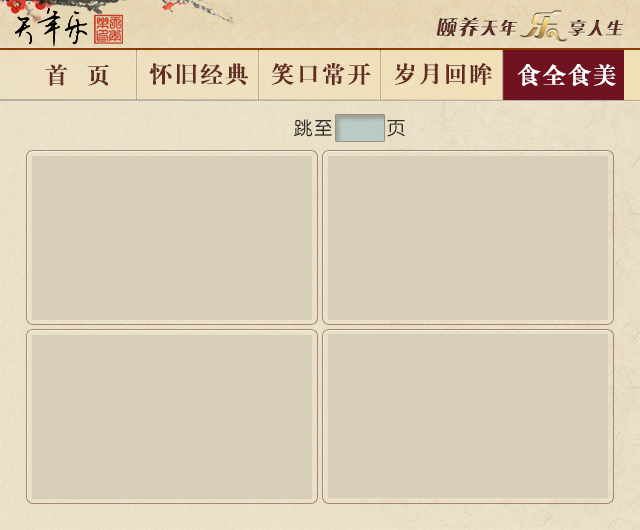 天年乐
颐养天年 乐 享人生
首 页
怀旧经典
笑口常开
岁月回眸
食全食美
跳至 页